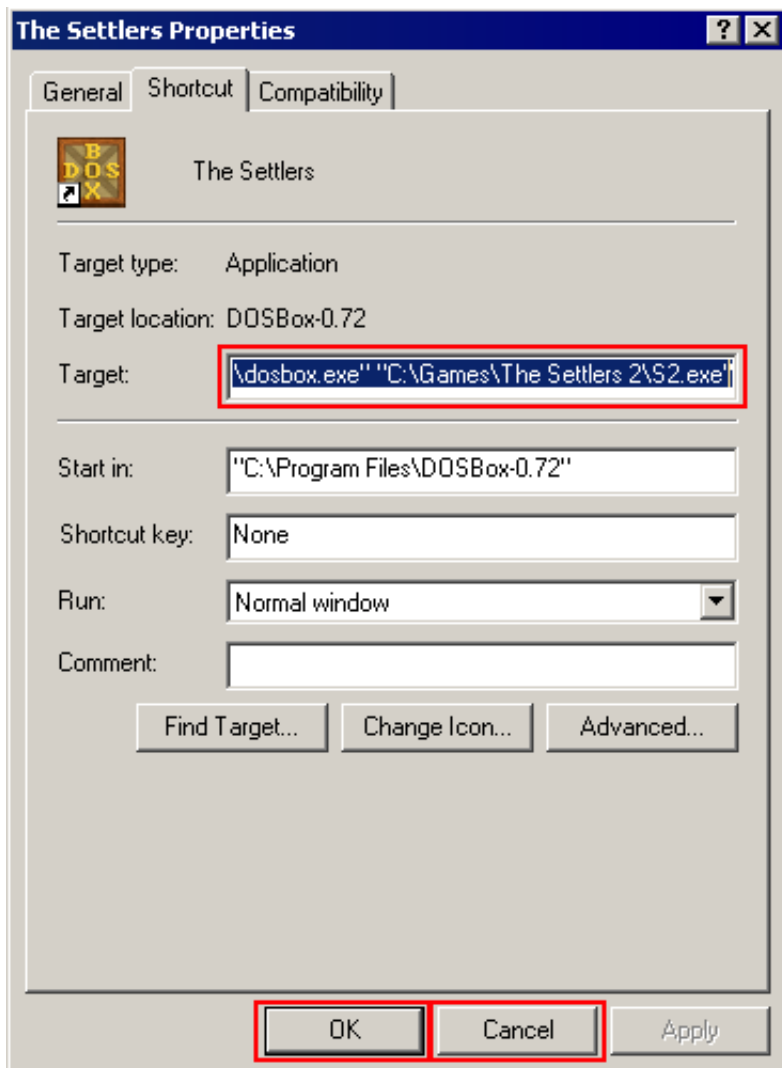 The Settlers Properties
General Shortcut Compatibility
B
DOS
X
The Settlers
Target type: Application
Target location: DOSBox-0.72
Target: \dosbox.exe" "C:\Games\The Settlers 2\S2.exe"
Start in: "C:\Program Files\DOSBox-0.72"
Shortcut key: None
Run: Normal window
Comment:
Find Target... Change Icon... Advanced...
OK Cancel Apply